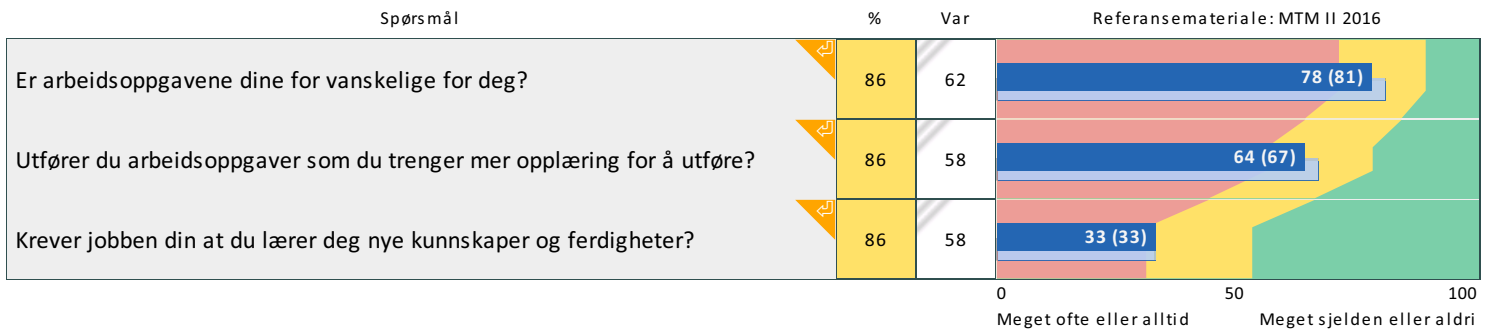 Spørsmål % Var Referansemateriale: MTM II 2016
Er arbeidsoppgavene dine for vanskelige for deg? 86 62 78 (81)
Utfører du arbeidsoppgaver som du trenger mer opplæring for å utføre? 86 58 64 (67)
Krever jobben din at du lærer deg nye kunnskaper og ferdigheter? 86 58 33 (33)
0 50 100
Meget ofte eller alltid Meget sjelden eller aldri